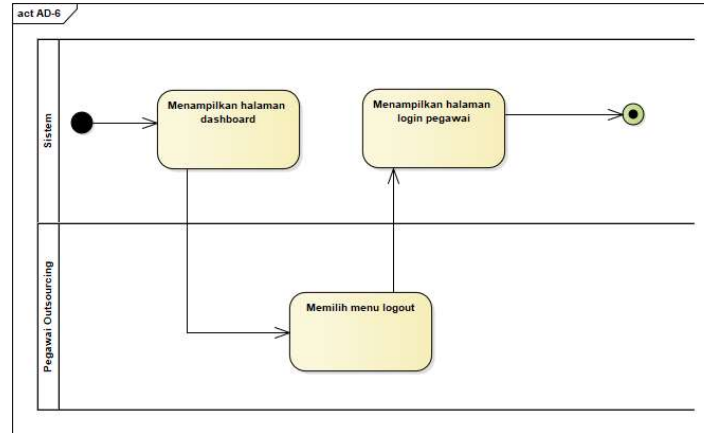 act AD-6
Sistem
Menampilkan halaman
dashboard
Menampilkan halaman
login pegawai
Pegawai Outsourcing
Memilih menu logout